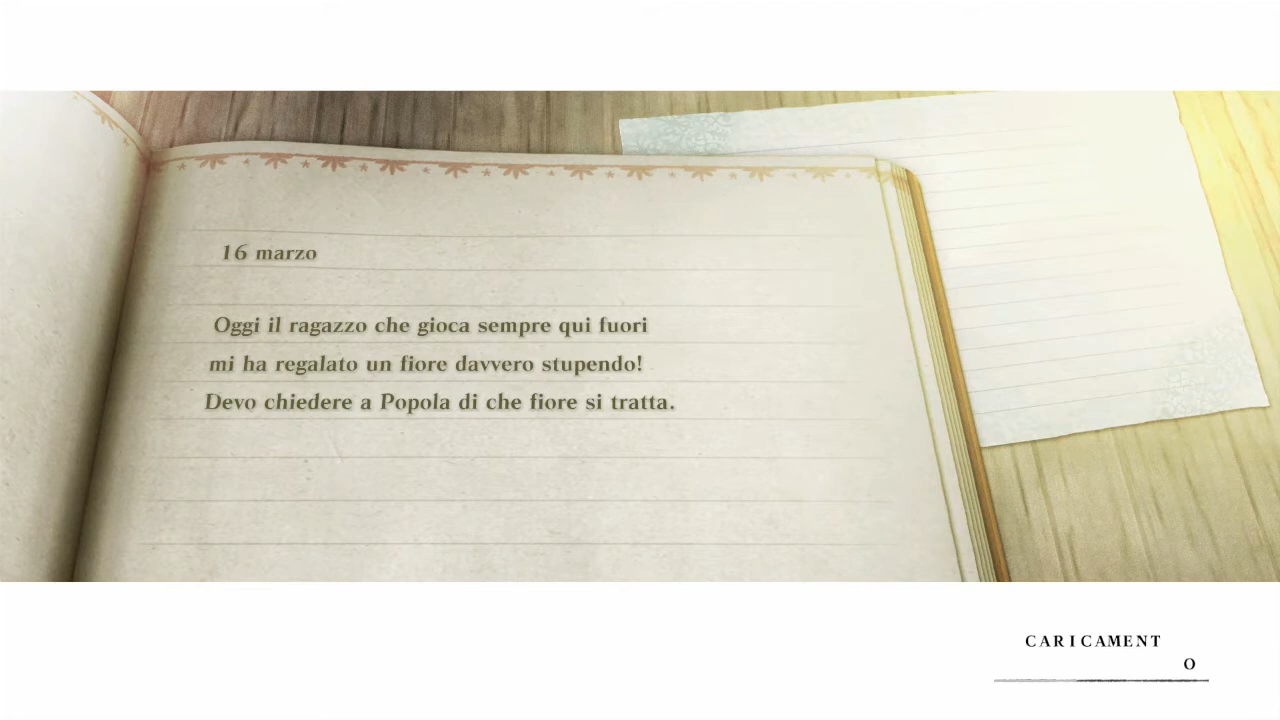 16 marzo
Oggi il ragazzo che gioca sempre qui fuori
mi ha regalato un fiore davvero stupendo!
Devo chiedere a Popola di che fiore si tratta.
CARICAMENT
O